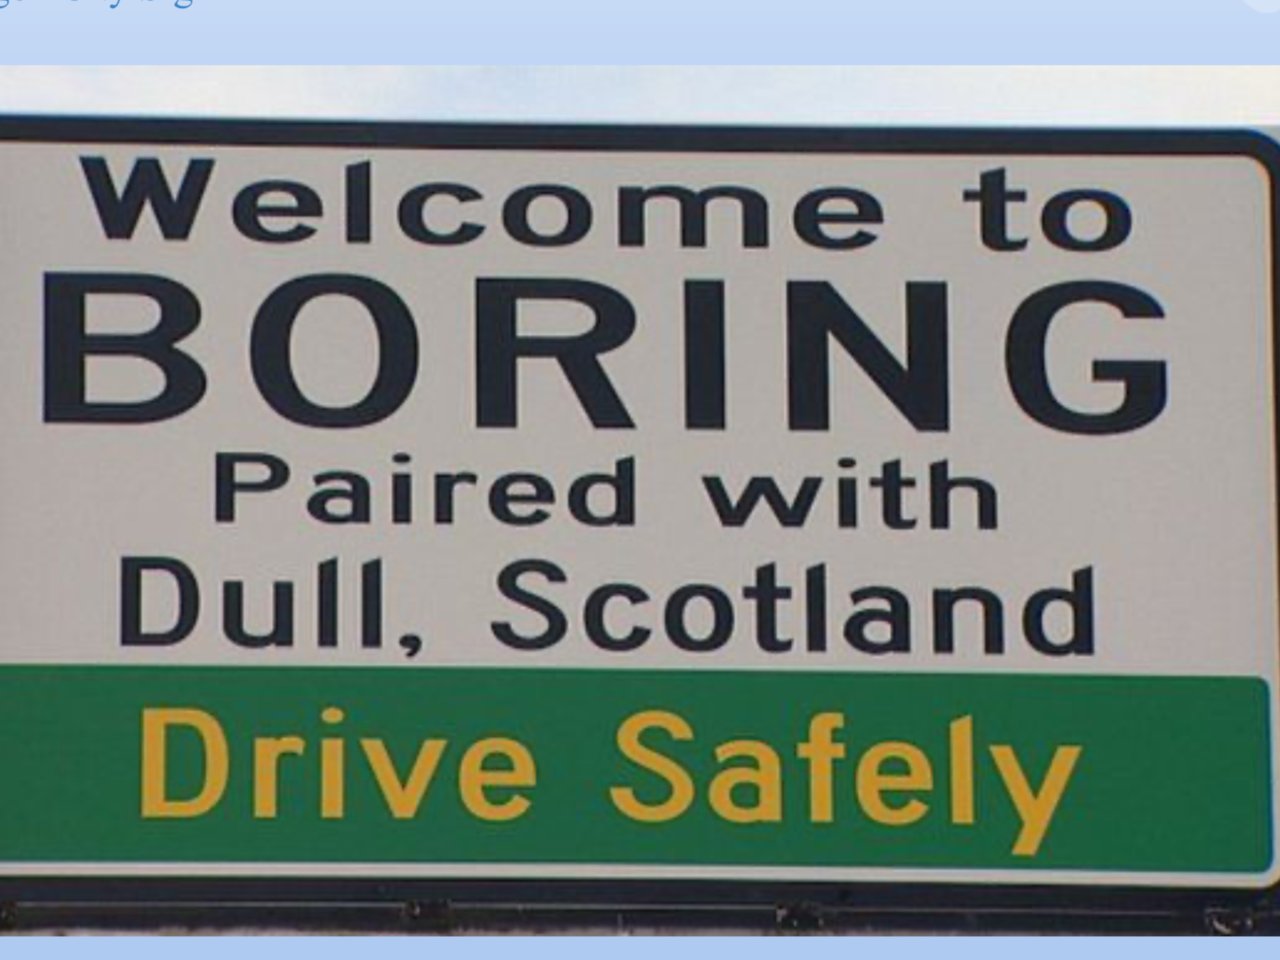 Welcome to
BORING
Paired with
Dull, Scotland
Drive Safely